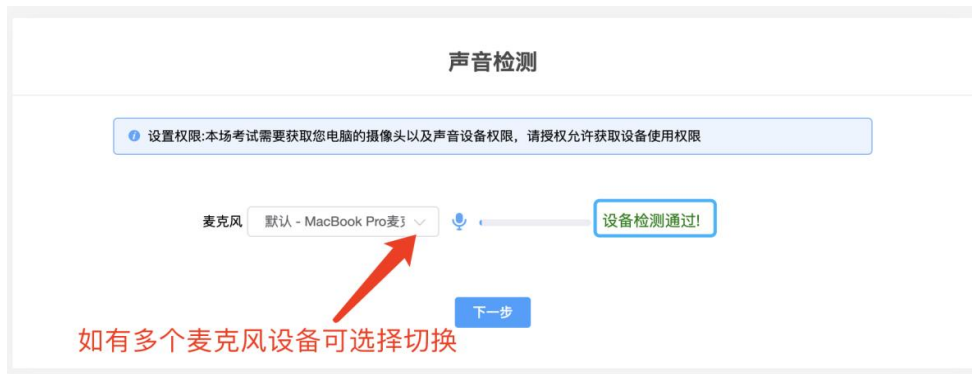 声音检测
设置权限:本场考试需要获取您电脑的摄像头以及声音设备权限，请授权允许获取设备使用权限
麦克风 默认 - MacBook Pro麦 设备检测通过!
下一步
如有多个麦克风设备可选择切换